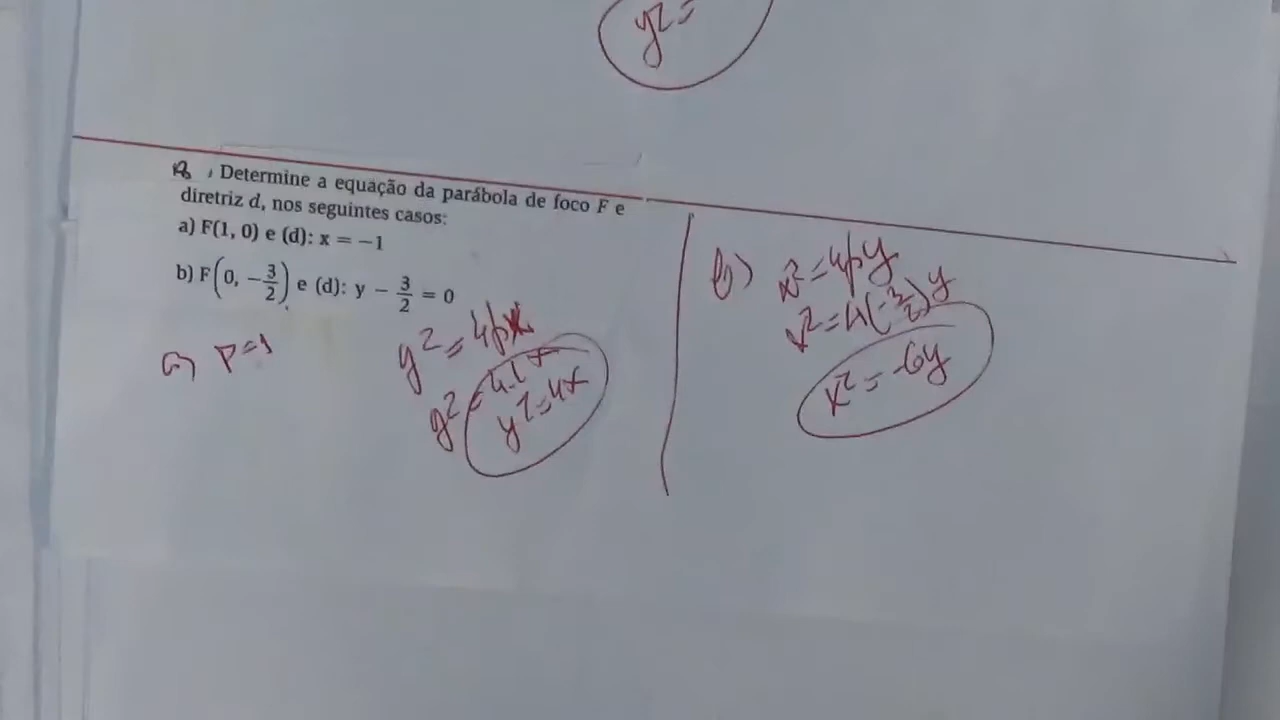 y²=
Determine a equação da parábola de foco F e
diretriz d, nos seguintes casos:
a) F(1, 0) e (d): x = −1
b) F(0, −3/2) e (d): y − 3/2 = 0
a) P=1
y²=4px
y²=4.1x
y²=4x
b) x²=4py
x²=4(-3/2)y
x²=-6y